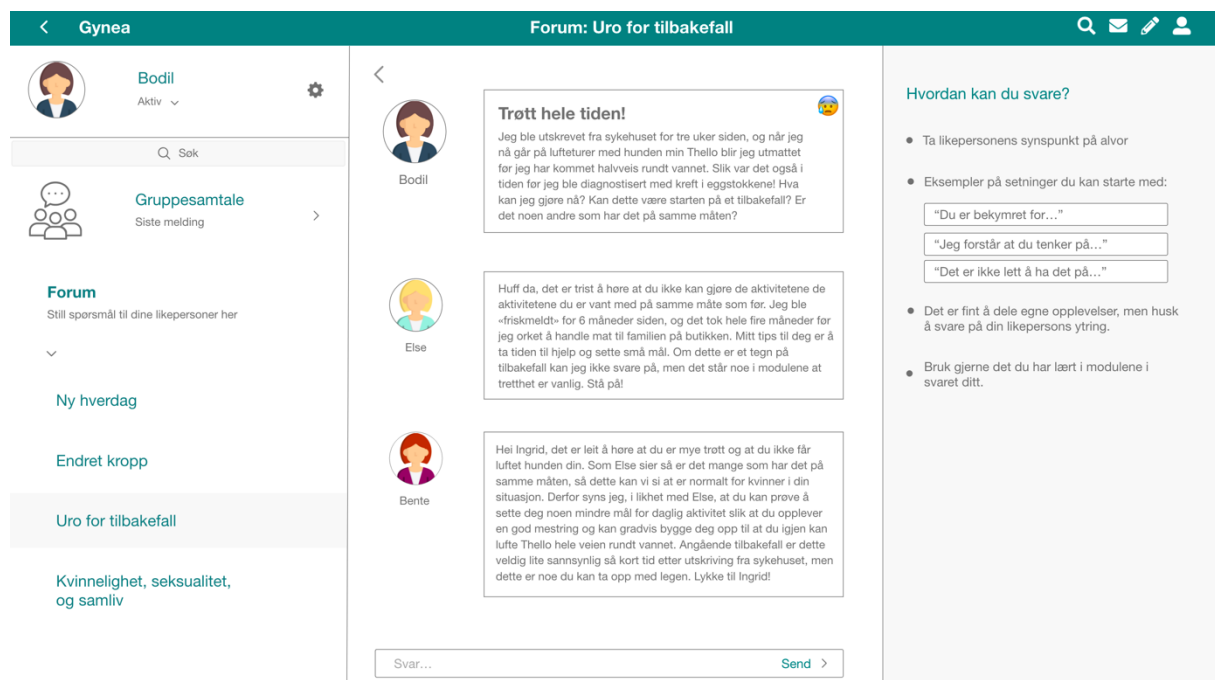 Gynea
Forum: Uro for tilbakefall
Bodil
Aktiv
Søk
Gruppesamtale
Siste melding
Forum
Still spørsmål til dine likepersoner her
Ny hverdag
Endret kropp
Uro for tilbakefall
Kvinnelighet, seksualitet,
og samliv
Bodil
Trøtt hele tiden!
Jeg ble utskrevet fra sykehuset for tre uker siden, og når jeg
nå går på lufteturer med hunden min Thello blir jeg utmattet
før jeg har kommet halvveis rundt vannet. Slik var det også i
tiden før jeg ble diagnostisert med kreft i eggstokkene! Hva
kan jeg gjøre nå? Kan dette være starten på et tilbakefall? Er
det noen andre som har det på samme måten?
Else
Huff da, det er trist å høre at du ikke kan gjøre de aktivitetene de
aktivitetene du er vant med på samme måte som før. Jeg ble
«friskmeldt» for 6 måneder siden, og det tok hele fire måneder før
jeg orket å handle mat til familien på butikken. Mitt tips til deg er å
ta tiden til hjelp og sette små mål. Om dette er et tegn på
tilbakefall kan jeg ikke svare på, men det står noe i modulene at
tretthet er vanlig. Stå på!
Bente
Hei Ingrid, det er leit å høre at du er mye trøtt og at du ikke får
luftet hunden din. Som Else sier så er det mange som har det på
samme måten, så dette kan vi si at er normalt for kvinner i din
situasjon. Derfor syns jeg, i likhet med Else, at du kan prøve å
sette deg noen mindre mål for daglig aktivitet slik at du opplever
en god mestring og kan gradvis bygge deg opp til at du igjen kan
lufte Thello hele veien rundt vannet. Angående tilbakefall er dette
veldig lite sannsynlig så kort tid etter utskriving fra sykehuset, men
dette er noe du kan ta opp med legen. Lykke til Ingrid!
Svar…
Send
Hvordan kan du svare?
Ta likepersonens synspunkt på alvor
Eksempler på setninger du kan starte med:
“Du er bekymret for…”
“Jeg forstår at du tenker på…”
“Det er ikke lett å ha det på…”
Det er fint å dele egne opplevelser, men husk
å svare på din likepersons ytring.
Bruk gjerne det du har lært i modulene i
svaret ditt.